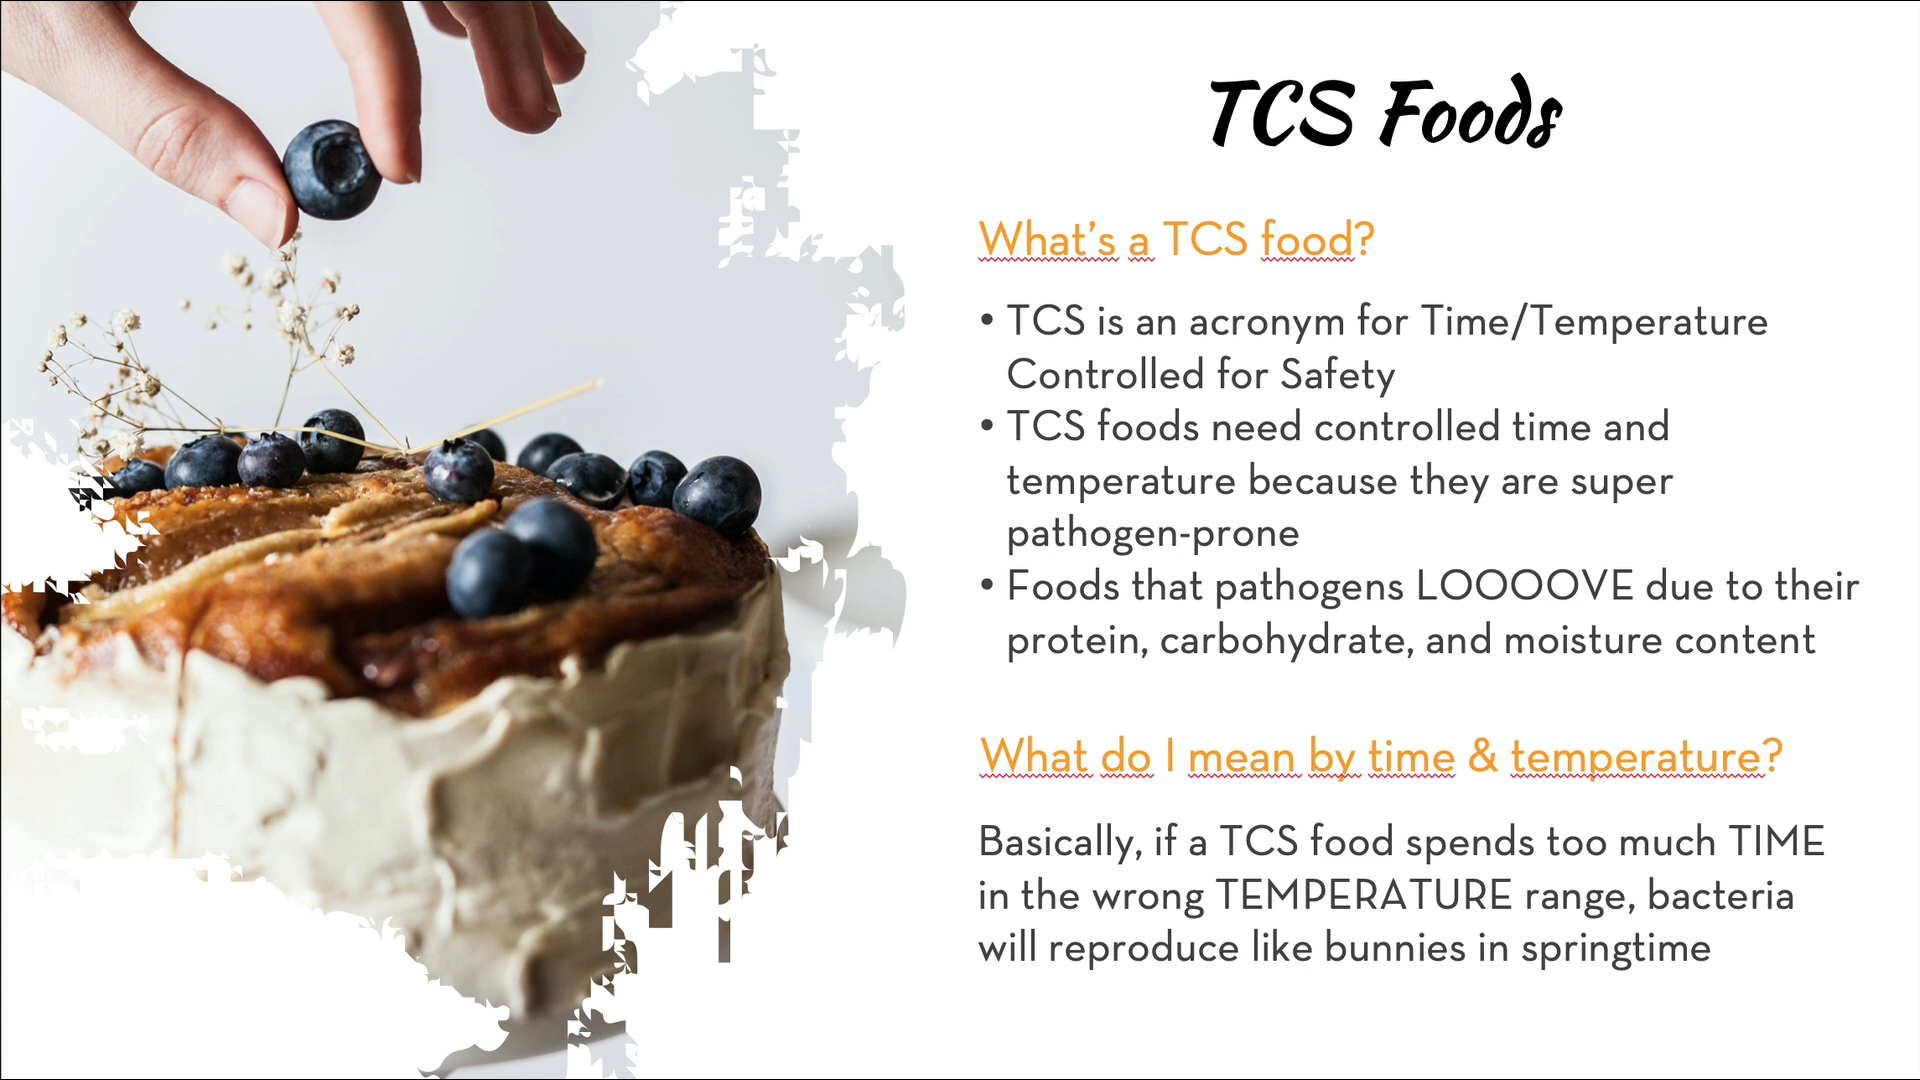 TCS Foods
What’s a TCS food?
• TCS is an acronym for Time/Temperature
Controlled for Safety
• TCS foods need controlled time and
temperature because they are super
pathogen-prone
• Foods that pathogens LOOOOVE due to their
protein, carbohydrate, and moisture content
What do I mean by time & temperature?
Basically, if a TCS food spends too much TIME
in the wrong TEMPERATURE range, bacteria
will reproduce like bunnies in springtime